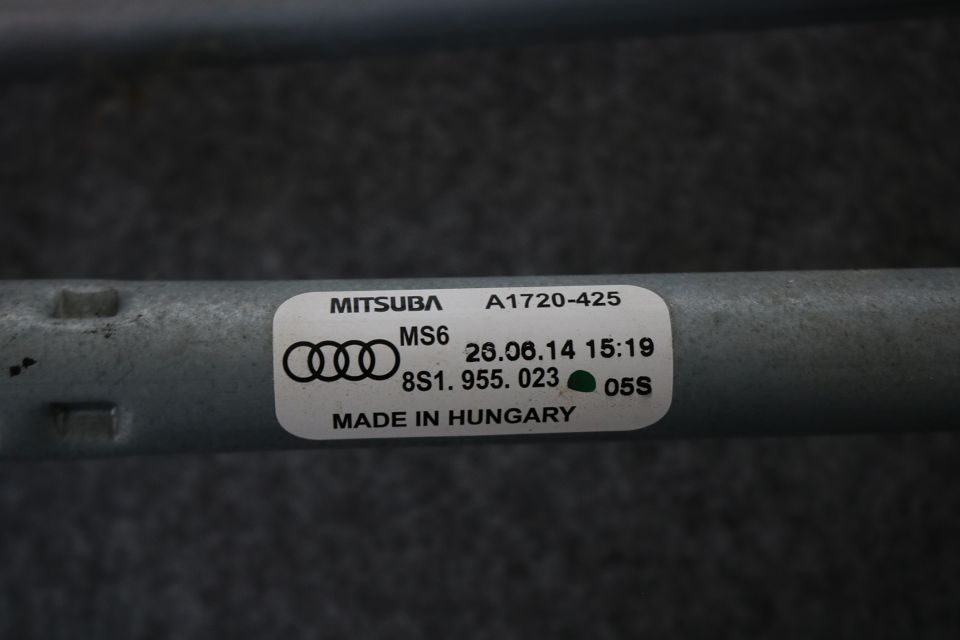 MITSUBA A1720-425
MS6 26.06.14 15:19
8S1. 955. 023 05S
MADE IN HUNGARY